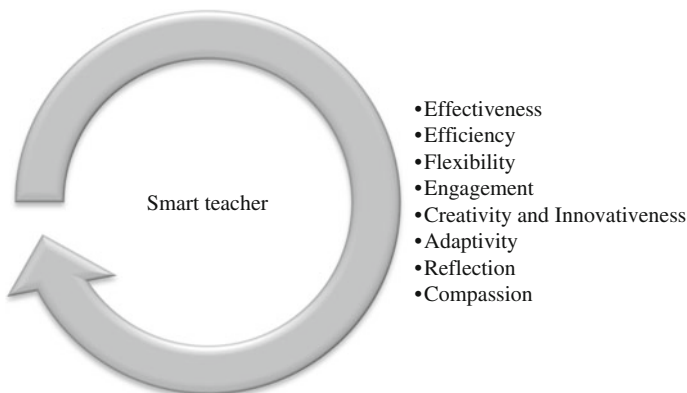 Smart teacher
•Effectiveness
•Efficiency
•Flexibility
•Engagement
•Creativity and Innovativeness
•Adaptivity
•Reflection
•Compassion